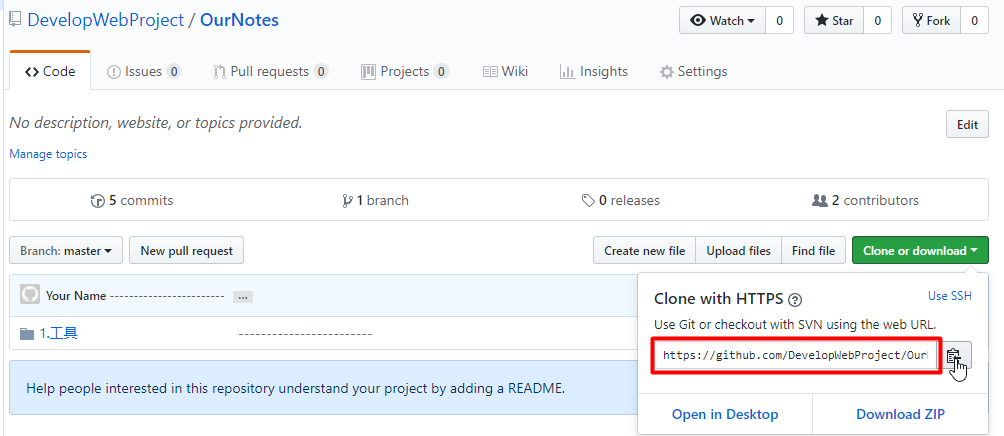 DevelopWebProject / OurNotes
Watch 0 Star 0 Fork 0
Code Issues 0 Pull requests 0 Projects 0 Wiki Insights Settings
No description, website, or topics provided. Edit
Manage topics
5 commits 1 branch 0 releases 2 contributors
Branch: master New pull request Create new file Upload files Find file Clone or download
Your Name ------------------------ ...
1.工具 -----------------------
Help people interested in this repository understand your project by adding a README.
Clone with HTTPS ? Use SSH
Use Git or checkout with SVN using the web URL.
https://github.com/DevelopWebProject/Our
Open in Desktop Download ZIP